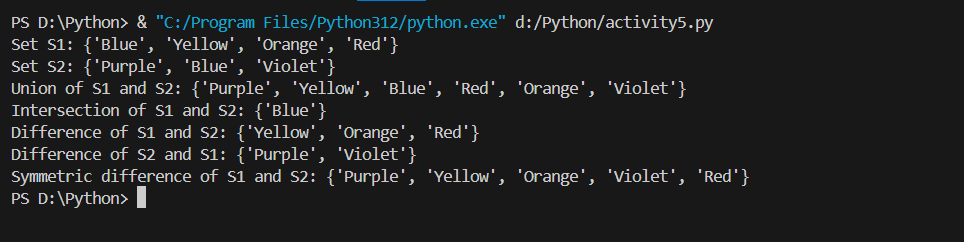 PS D:\Python> & "C:/Program Files/Python312/python.exe" d:/Python/activity5.py
Set S1: {'Blue', 'Yellow', 'Orange', 'Red'}
Set S2: {'Purple', 'Blue', 'Violet'}
Union of S1 and S2: {'Purple', 'Yellow', 'Blue', 'Red', 'Orange', 'Violet'}
Intersection of S1 and S2: {'Blue'}
Difference of S1 and S2: {'Yellow', 'Orange', 'Red'}
Difference of S2 and S1: {'Purple', 'Violet'}
Symmetric difference of S1 and S2: {'Purple', 'Yellow', 'Orange', 'Violet', 'Red'}
PS D:\Python>